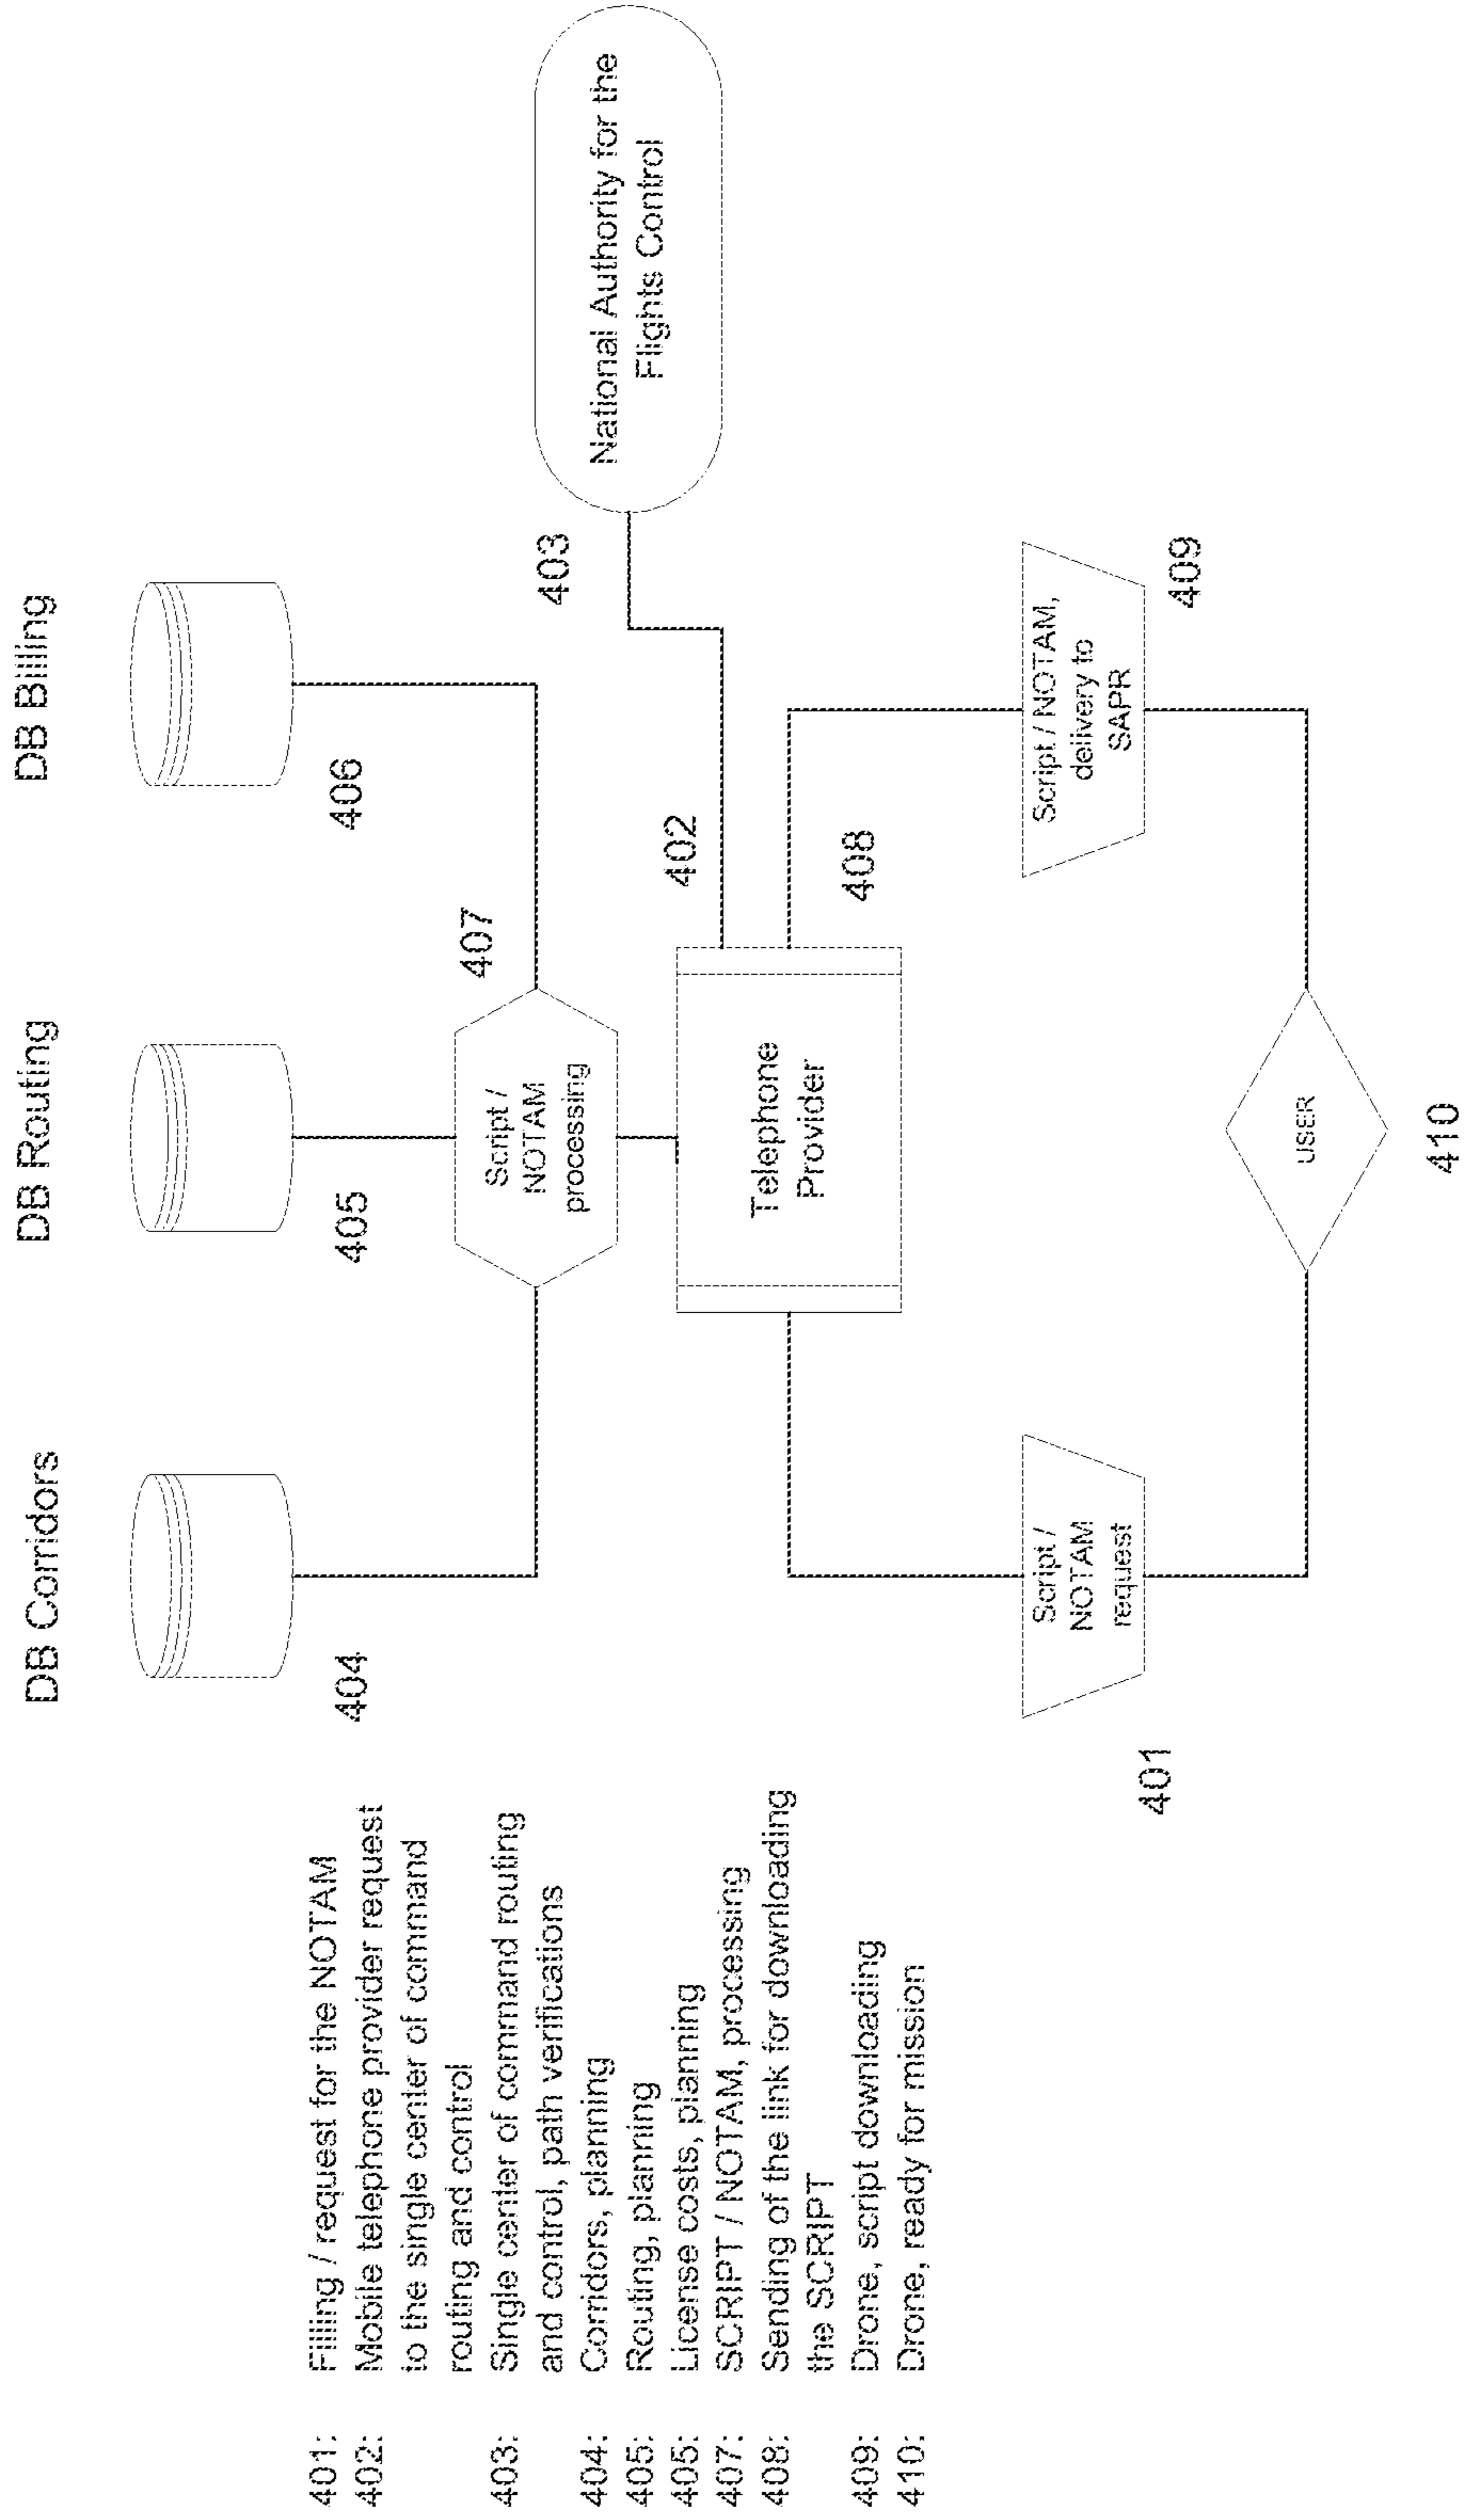 DB Corridors
DB Routing
DB Billing
404
405
406
407
403
402
408
Script /
NOTAM
processing
National Authority for the
Flights Control
Telephone
Provider
Script /
NOTAM
request
401
Script / NOTAM,
delivery to
SAPR
409
USER
410
401: Filling / request for the NOTAM
402: Mobile telephone provider request
to the single center of command
routing and control
403: Single center of command routing
and control, path verifications
404: Corridors, planning
405: Routing, planning
405: License costs, planning
407: SCRIPT / NOTAM, processing
408: Sending of the link for downloading
the SCRIPT
409: Drone, script downloading
410: Drone, ready for mission